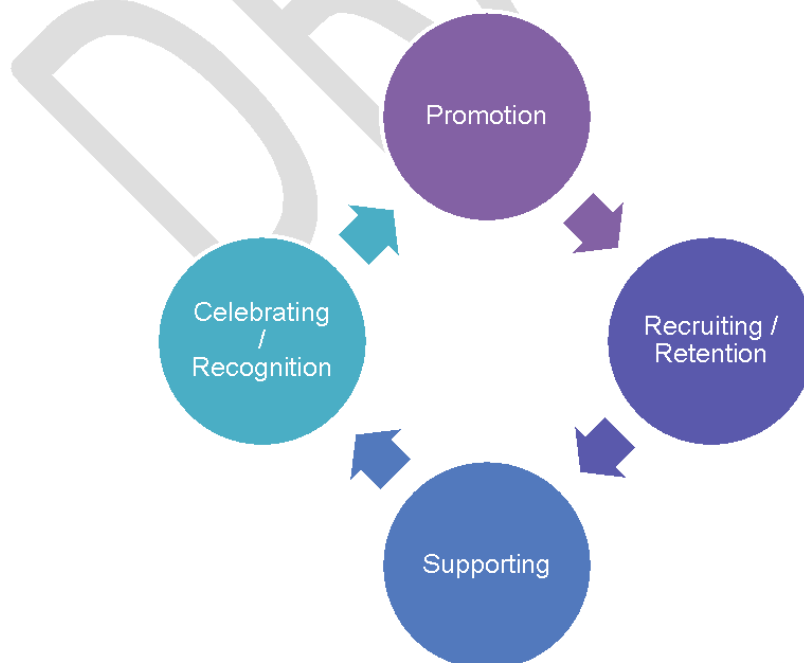 Promotion
Recruiting /
Retention
Supporting
Celebrating
/
Recognition